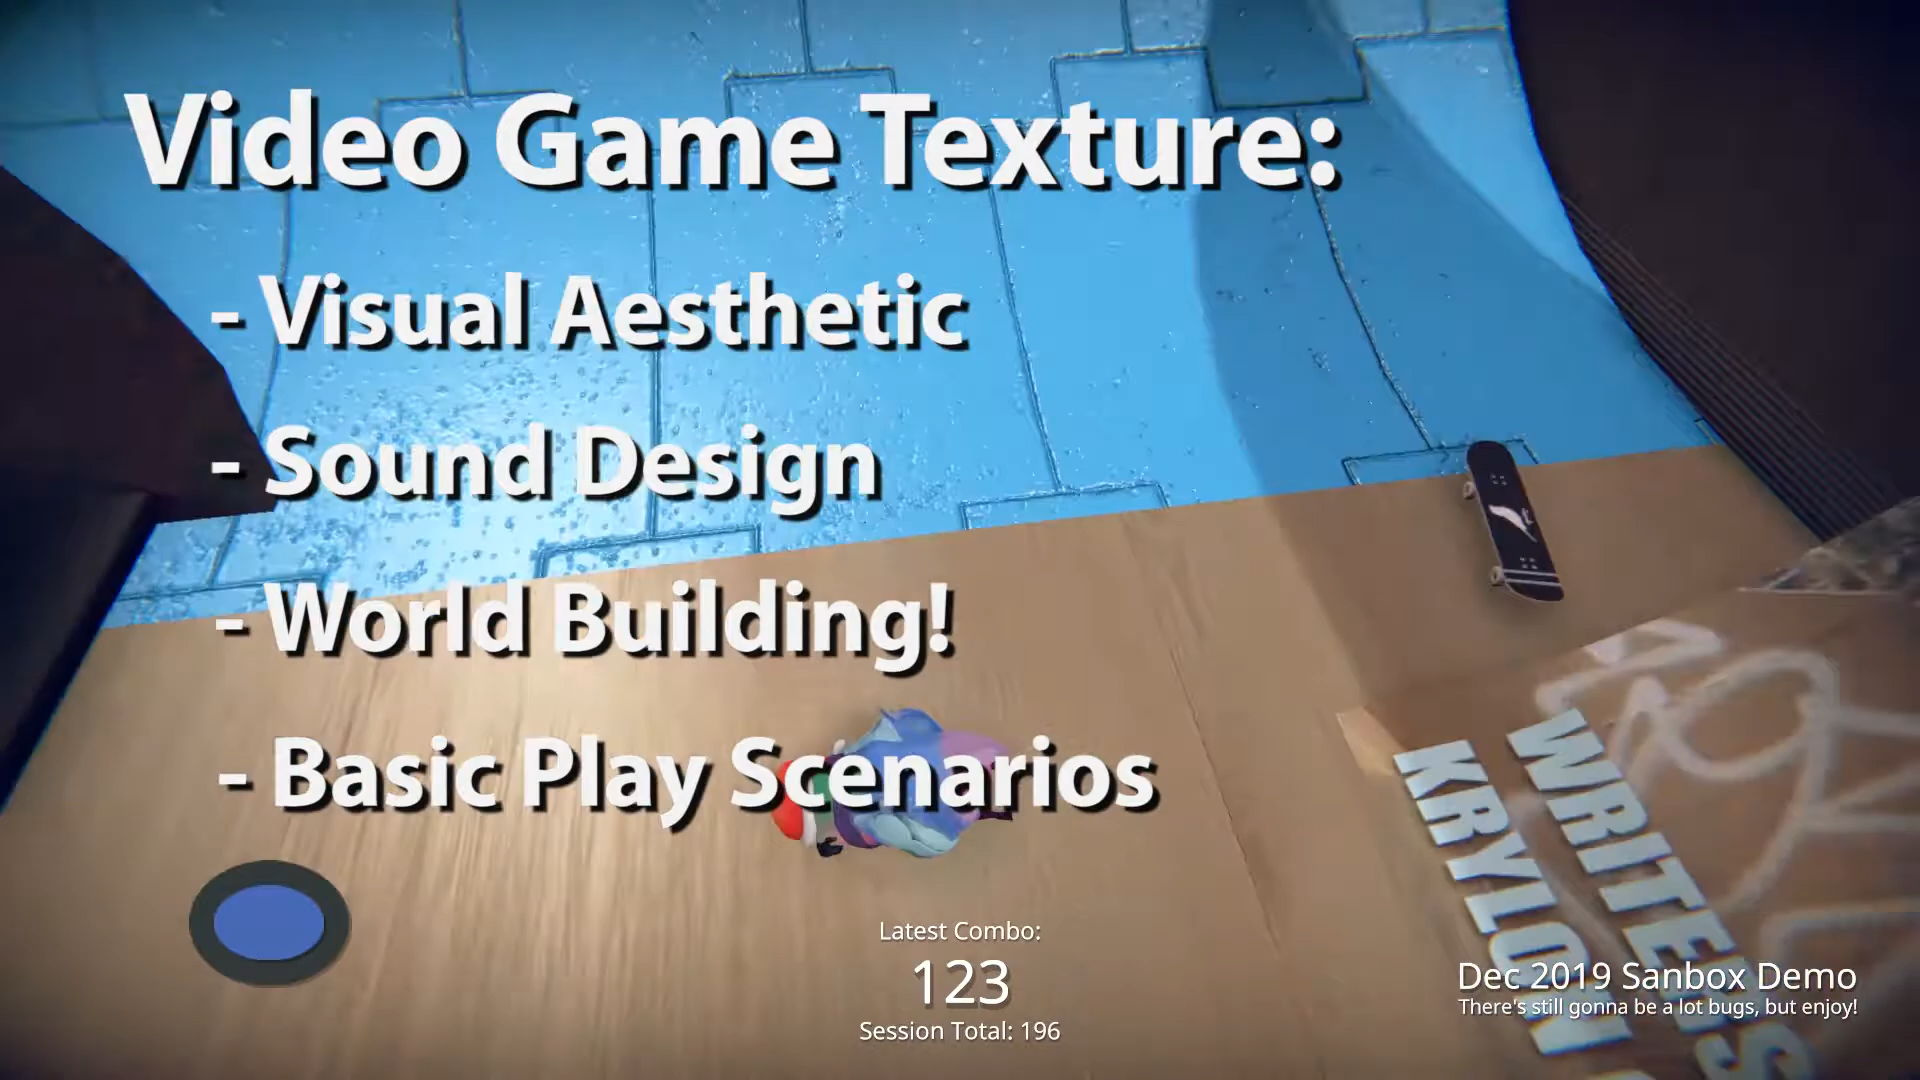 Video Game Texture:
- Visual Aesthetic
- Sound Design
- World Building!
- Basic Play Scenarios
WRITERS
KRYLON
Latest Combo:
123
Session Total: 196
Dec 2019 Sanbox Demo
There's still gonna be a lot bugs, but enjoy!